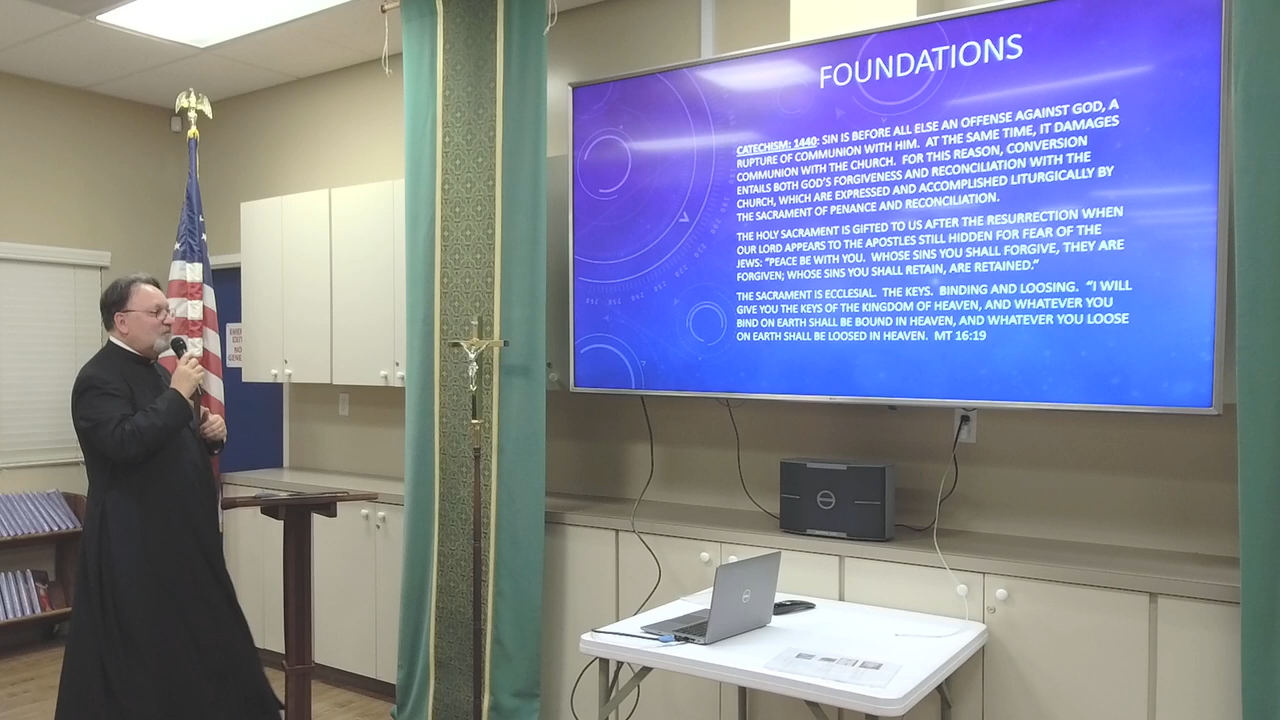 FOUNDATIONS
CATECHISM: 1440: SIN IS BEFORE ALL ELSE AN OFFENSE AGAINST GOD, A
RUPTURE OF COMMUNION WITH HIM. AT THE SAME TIME, IT DAMAGES
COMMUNION WITH THE CHURCH. FOR THIS REASON, CONVERSION
ENTAILS BOTH GOD'S FORGIVENESS AND RECONCILIATION WITH THE
CHURCH, WHICH ARE EXPRESSED AND ACCOMPLISHED LITURGICALLY BY
THE SACRAMENT OF PENANCE AND RECONCILIATION.
THE HOLY SACRAMENT IS GIFTED TO US AFTER THE RESURRECTION WHEN
OUR LORD APPEARS TO THE APOSTLES STILL HIDDEN FOR FEAR OF THE
JEWS: "PEACE BE WITH YOU. WHOSE SINS YOU SHALL FORGIVE, THEY ARE
FORGIVEN; WHOSE SINS YOU SHALL RETAIN, ARE RETAINED."
THE SACRAMENT IS ECCLESIAL. THE KEYS. BINDING AND LOOSING. "I WILL
GIVE YOU THE KEYS OF THE KINGDOM OF HEAVEN, AND WHATEVER YOU
BIND ON EARTH SHALL BE BOUND IN HEAVEN, AND WHATEVER YOU LOOSE
ON EARTH SHALL BE LOOSED IN HEAVEN. MT 16:19
DELL